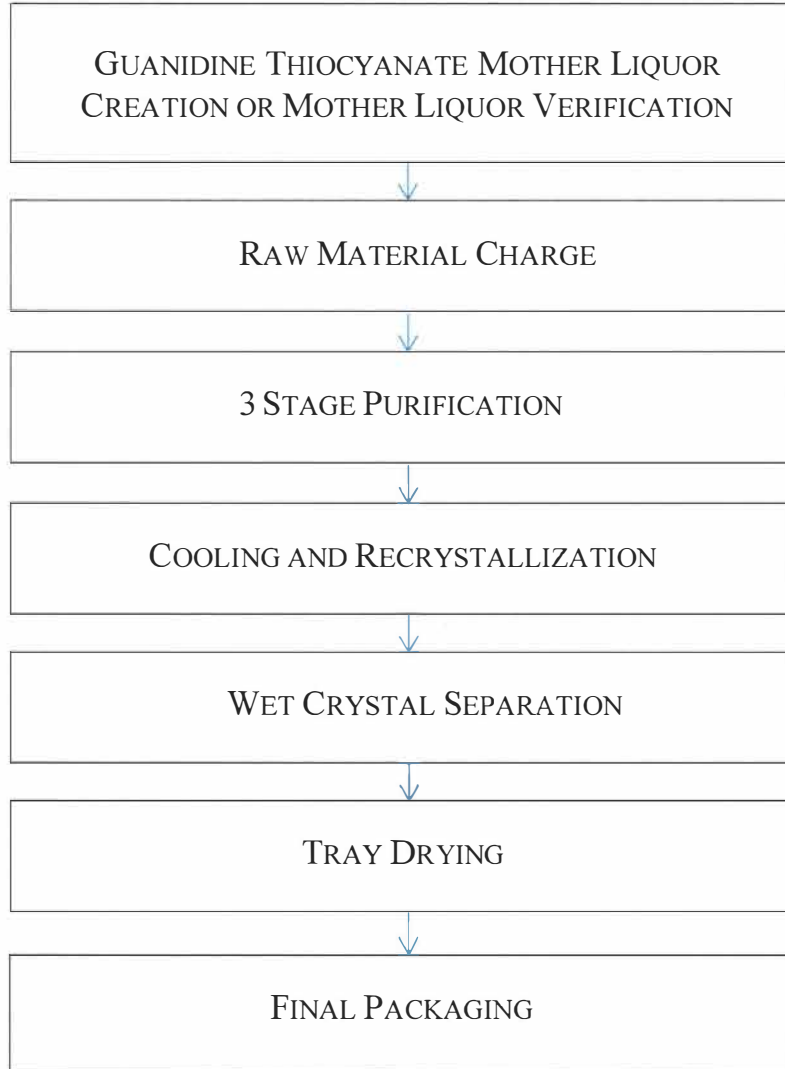 GUANIDINE THIOCYANATE MOTHER LIQUOR
CREATION OR MOTHER LIQUOR VERIFICATION
RAW MATERIAL CHARGE
3 STAGE PURIFICATION
COOLING AND RECRYSTALLIZATION
WET CRYSTAL SEPARATION
TRAY DRYING
FINAL PACKAGING